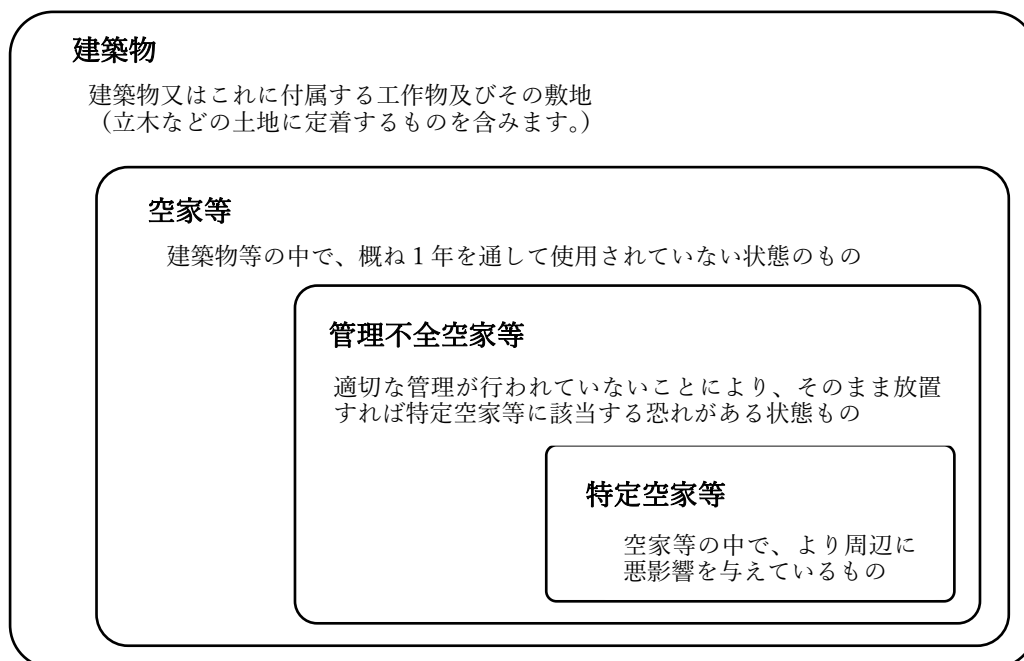 建築物
建築物又はこれに付属する工作物及びその敷地
(立木などの土地に定着するものを含みます。)
空家等
建築物等の中で、概ね1年を通して使用されていない状態のもの
管理不全空家等
適切な管理が行われていないことにより、そのまま放置
すれば特定空家等に該当する恐れがある状態もの
特定空家等
空家等の中で、より周辺に
悪影響を与えているもの